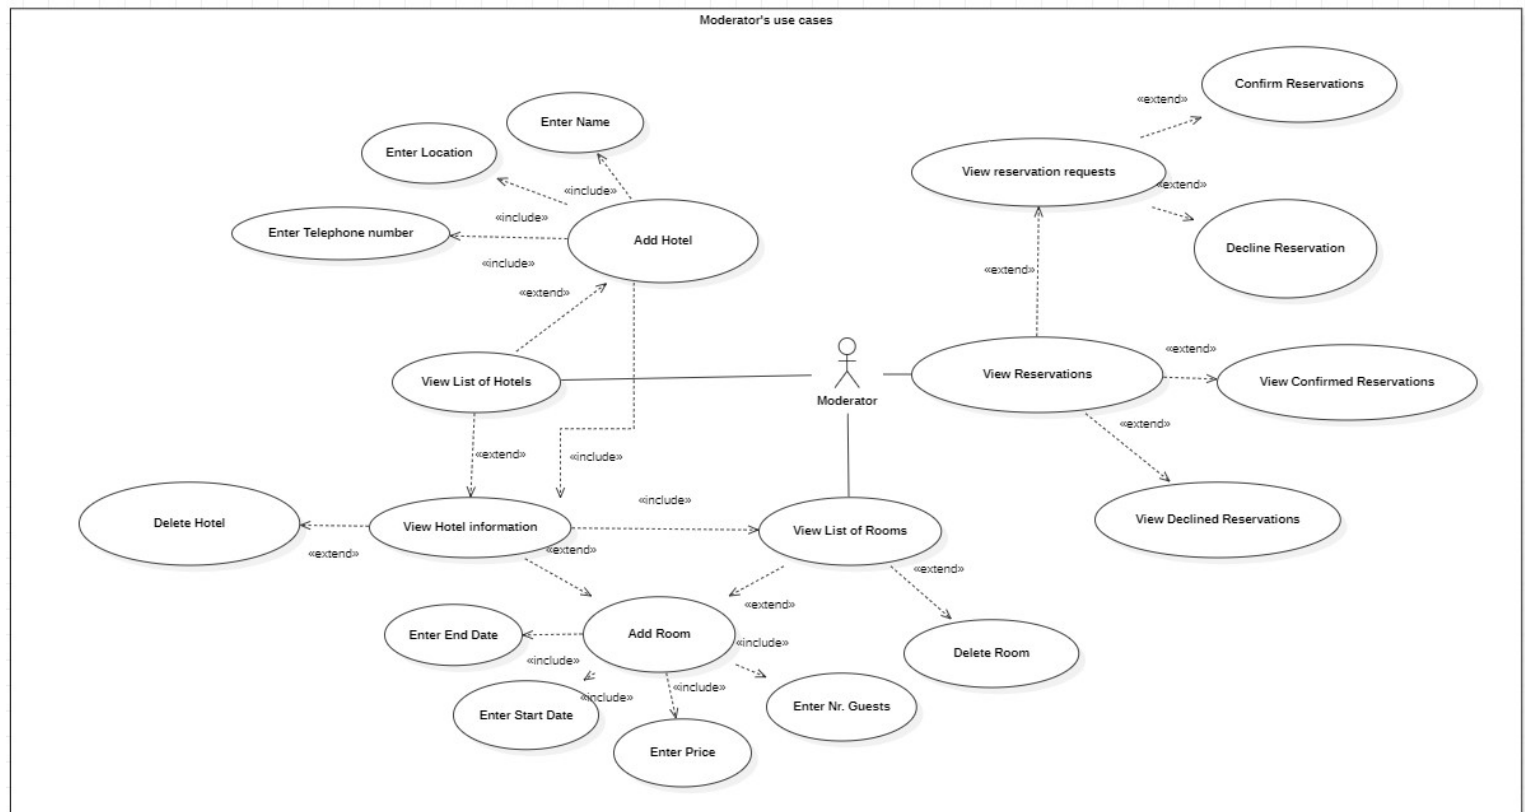 Moderator's use cases
Confirm Reservations
«extend»
Enter Name
Enter Location
View reservation requests
«extend»
«include»
«include»
Enter Telephone number
Add Hotel
Decline Reservation
«include»
«extend»
«extend»
«extend»
View List of Hotels
Moderator
View Reservations
View Confirmed Reservations
«extend»
«extend»
«include»
«include»
Delete Hotel
View Hotel information
View List of Rooms
View Declined Reservations
«extend»
«extend»
«extend»
«extend»
Enter End Date
Add Room
«include»
Delete Room
«include»
«include»
«include»
Enter Start Date
Enter Nr. Guests
Enter Price